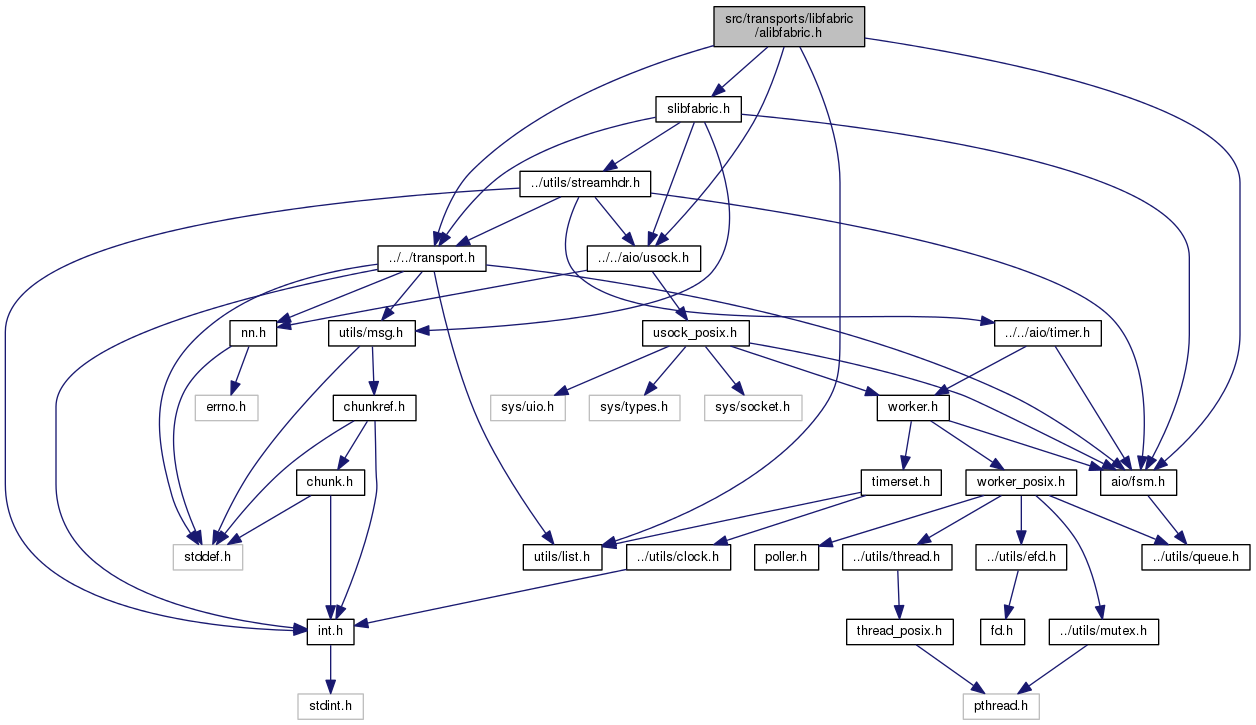 src/transports/libfabric
/alibfabric.h
slibfabric.h
../utils/streamhdr.h
../../transport.h
../../aio/usock.h
nn.h
utils/msg.h
usock_posix.h
../../aio/timer.h
errno.h
chunkref.h
sys/uio.h
sys/types.h
sys/socket.h
worker.h
chunk.h
timerset.h
worker_posix.h
aio/fsm.h
stddef.h
utils/list.h
../utils/clock.h
poller.h
../utils/thread.h
../utils/efd.h
../utils/queue.h
int.h
thread_posix.h
fd.h
../utils/mutex.h
stdint.h
pthread.h